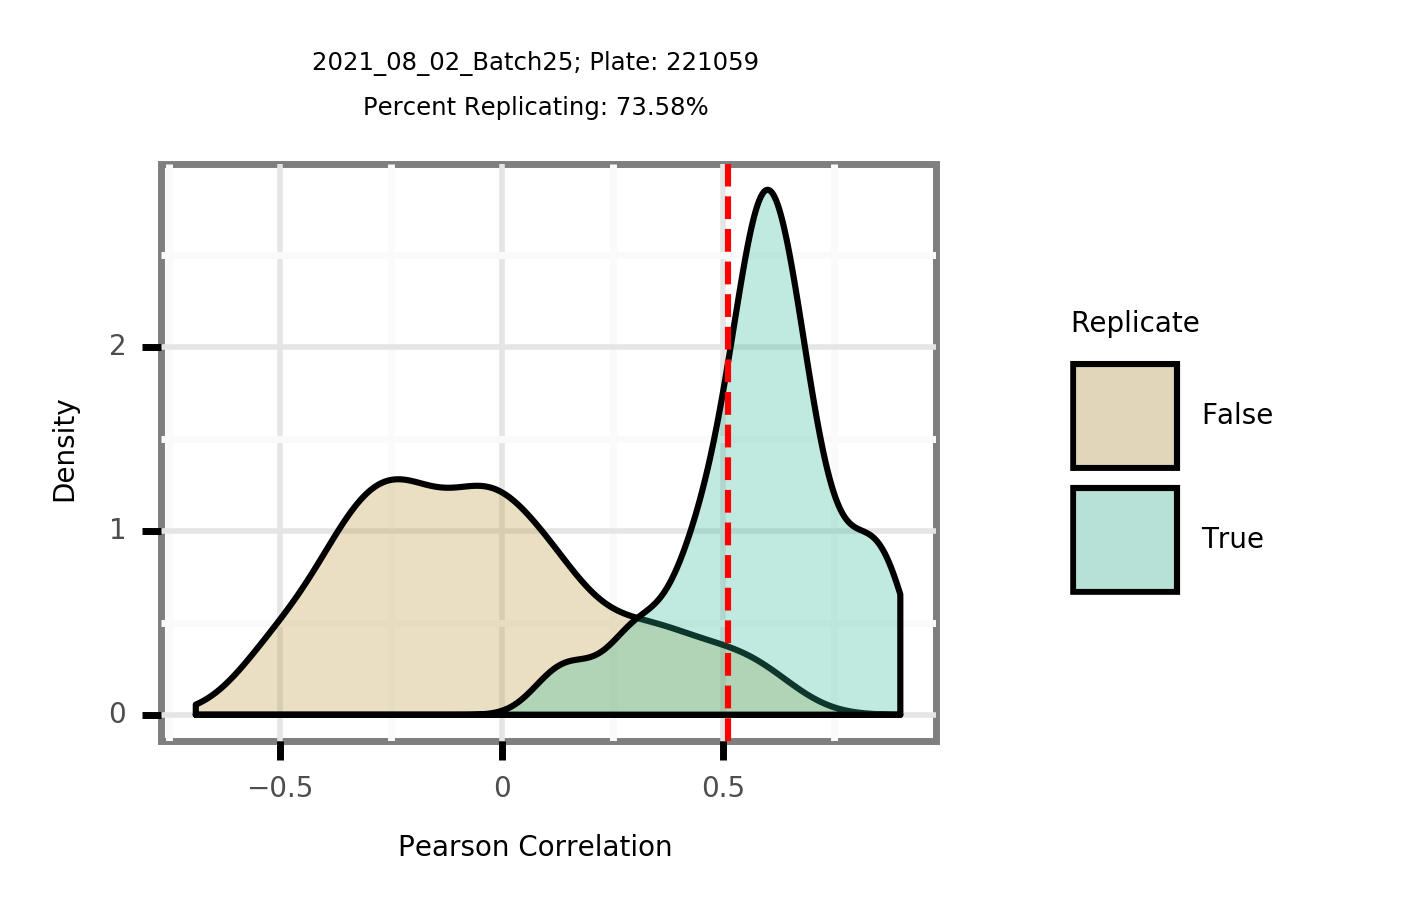 2021_08_02_Batch25; Plate: 221059
Percent Replicating: 73.58%
Density
2
1
0
−0.5
0
0.5
Pearson Correlation
Replicate
False
True